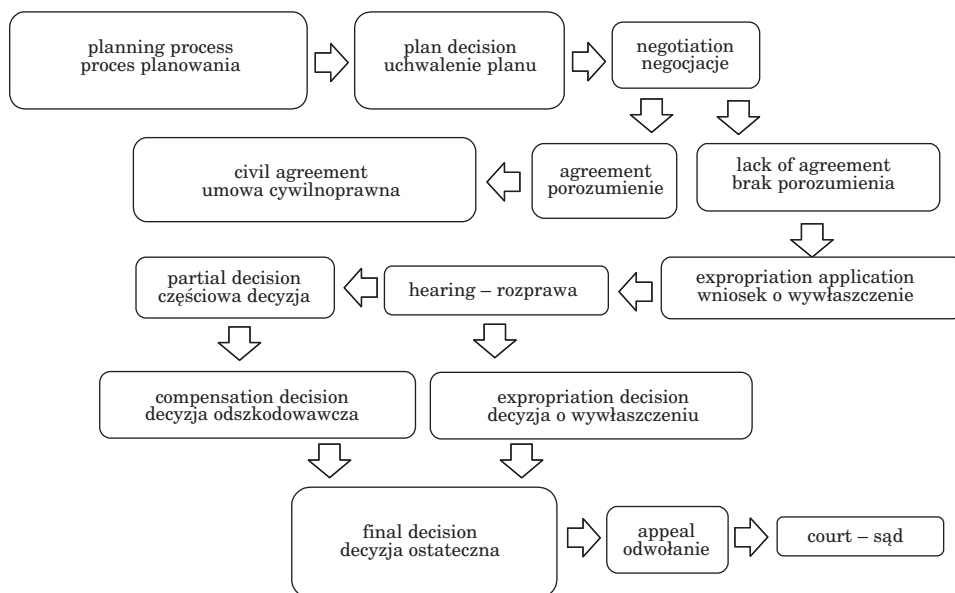 planning process
proces planowania
plan decision
uchwalenie planu
negotiation
negocjacje
civil agreement
umowa cywilnoprawna
agreement
porozumienie
lack of agreement
brak porozumienia
partial decision
częściowa decyzja
hearing – rozprawa
expropriation application
wniosek o wywłaszczenie
compensation decision
decyzja odszkodowawcza
expropriation decision
decyzja o wywłaszczeniu
final decision
decyzja ostateczna
appeal
odwołanie
court – sąd